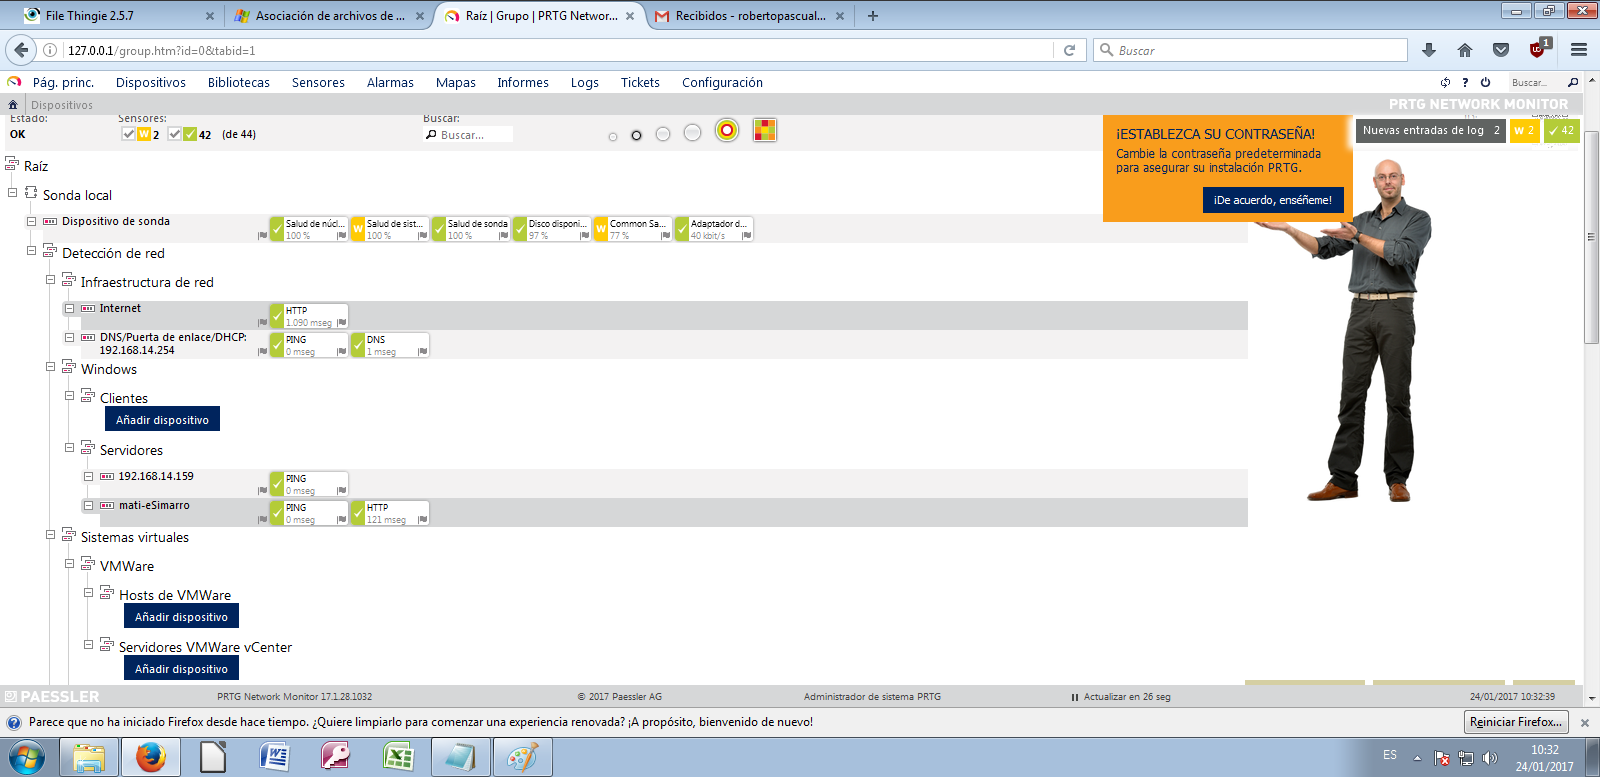 File Thingie 2.5.7
Asociación de archivos de ...
Raíz | Grupo | PRTG Networ...
Recibidos - robertopascual...
127.0.0.1/group.htm?id=0&tabid=1
Buscar
1
Pág. princ.
Dispositivos
Bibliotecas
Sensores
Alarmas
Mapas
Informes
Logs
Tickets
Configuración
Buscar...
Dispositivos
PRTG NETWORK MONITOR
Estado:
OK
Sensores:
W 2
42
(de 44)
Buscar:
Buscar...
¡ESTABLEZCA SU CONTRASEÑA!
Cambie la contraseña predeterminada
para asegurar su instalación PRTG.
¡De acuerdo, enséñeme!
Nuevas entradas de log 2
W 2
42
Raíz
Sonda local
Dispositivo de sonda
Salud de núc...
100 %
W
Salud de sist...
100 %
Salud de sonda
100 %
Disco disponi...
97 %
W
Common Sa...
77 %
Adaptador d...
40 kbit/s
Detección de red
Infraestructura de red
Internet
HTTP
1.090 mseg
DNS/Puerta de enlace/DHCP:
192.168.14.254
PING
0 mseg
DNS
1 mseg
Windows
Clientes
Añadir dispositivo
Servidores
192.168.14.159
PING
0 mseg
mati-eSimarro
PING
0 mseg
HTTP
121 mseg
Sistemas virtuales
VMWare
Hosts de VMWare
Añadir dispositivo
Servidores VMWare vCenter
Añadir dispositivo
PAESSLER
PRTG Network Monitor 17.1.28.1032
© 2017 Paessler AG
Administrador de sistema PRTG
Actualizar en 26 seg
24/01/2017 10:32:39
Parece que no ha iniciado Firefox desde hace tiempo. ¿Quiere limpiarlo para comenzar una experiencia renovada? ¡A propósito, bienvenido de nuevo!
Reiniciar Firefox...
ES
10:32
24/01/2017